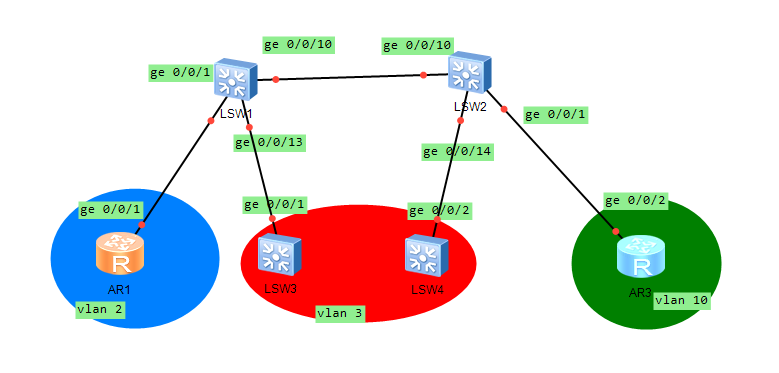 ge 0/0/10
ge 0/0/10
ge 0/0/1
LSW1
LSW2
ge 0/0/1
ge 0/0/13
ge 0/0/14
ge 0/0/1
ge 0/0/1
ge 0/0/2
ge 0/0/2
R
R
AR1
LSW3
LSW4
AR3
vlan 2
vlan 3
vlan 10